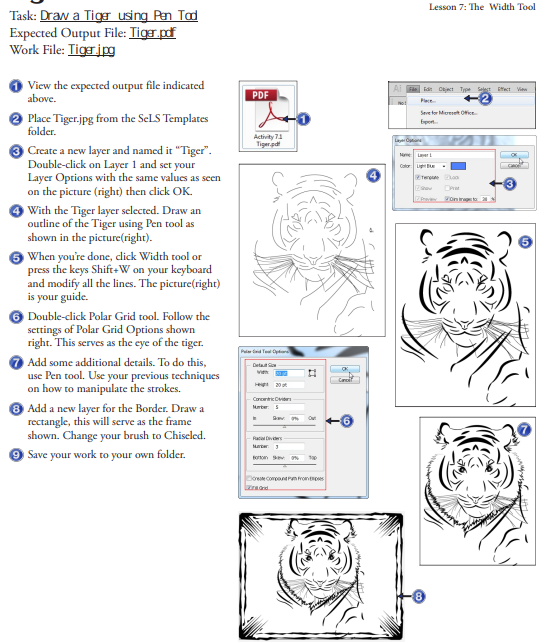 Lesson 7: The Width Tool
Task: Draw a Tiger using Pen Tool
Expected Output File: Tiger.pdf
Work File: Tiger.jpg
1 View the expected output file indicated
above.
2 Place Tiger.jpg from the SeLS Templates
folder.
3 Create a new layer and named it “Tiger”.
Double-click on Layer 1 and set your
Layer Options with the same values as seen
on the picture (right) then click OK.
4 With the Tiger layer selected. Draw an
outline of the Tiger using Pen tool as
shown in the picture(right).
5 When you're done, click Width tool or
press the keys Shift+W on your keyboard
and modify all the lines. The picture(right)
is your guide.
6 Double-click Polar Grid tool. Follow the
settings of Polar Grid Options shown
right. This serves as the eye of the tiger.
7 Add some additional details. To do this,
use Pen tool. Use your previous techniques
on how to manipulate the strokes.
8 Add a new layer for the Border. Draw a
rectangle, this will serve as the frame
shown. Change your brush to Chiseled.
9 Save your work to your own folder.
PDF
Activity 7.1
Tiger.pdf
1
Ai File Edit Object Type Select Effect View
Place...
2
Save for Microsoft Office...
Export...
Layer Options
Name: Layer 1
OK
Color: Light Blue
Cancel
Template Lock
Show Print
Preview Dim Images to: %
3
4
5
Polar Grid Tool Options
Default Size
Width:
OK
Cancel
Height: 20 pt
Concentric Dividers
Number: 5
In Skew: 0% Out
Radial Dividers
Number: 3
Bottom Skew: 0% Top
Create Compound Path From Ellipses
Fill Grid
6
7
8